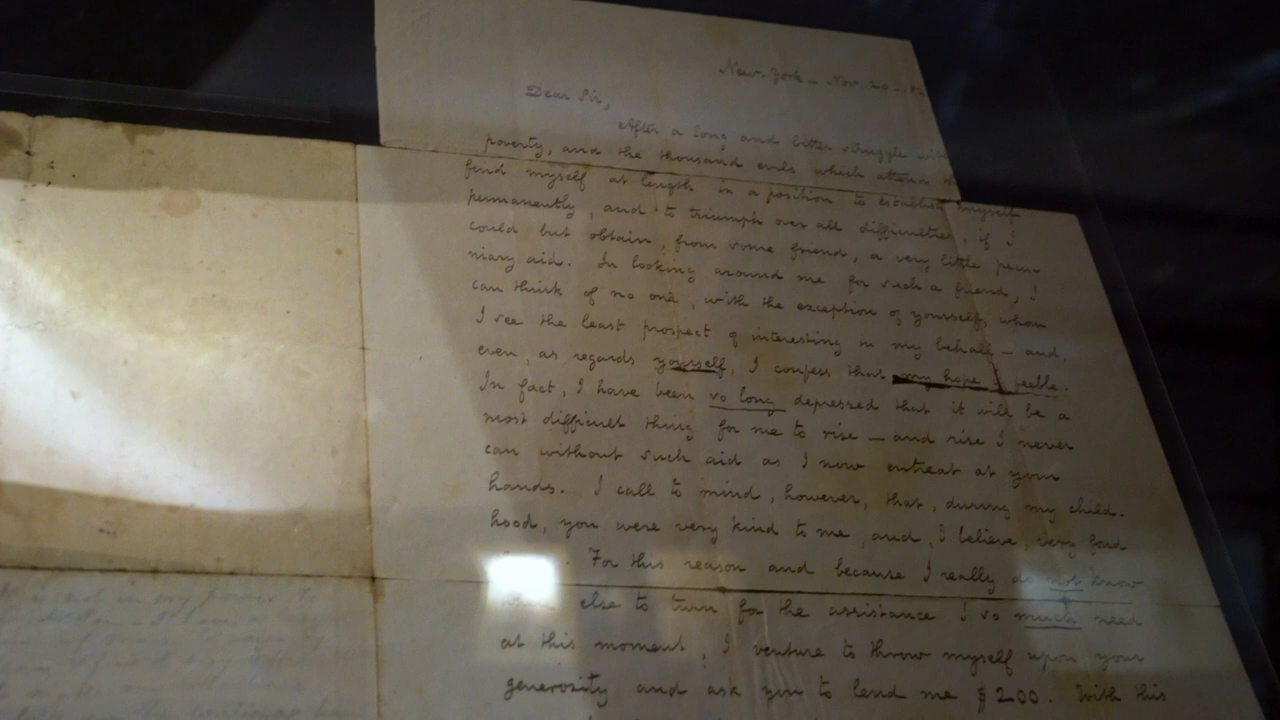 New-York — Nov. 20 —
Dear Sir,
After a long and bitter struggle with
poverty, and the thousand evils which attend
find myself at length in a position to establish myself
permanently, and to triumph over all difficulties, if I
could but obtain, from some friend, a very little pecu-
niary aid. In looking around me for such a friend, I
can think of no one, with the exception of yourself, whom
I see the least prospect of interesting in my behalf — and,
even, as regards yourself, I confess that my hope is feeble.
In fact, I have been so long depressed that it will be a
most difficult thing for me to rise — and rise I never
can without such aid as I now entreat at your
hands. I call to mind, however, that, during my child-
hood, you were very kind to me, and, I believe, very fond
For this reason and because I really do not know
else to turn for the assistance I so much need
at this moment, I venture to throw myself upon your
generosity and ask you to lend me $200. With this